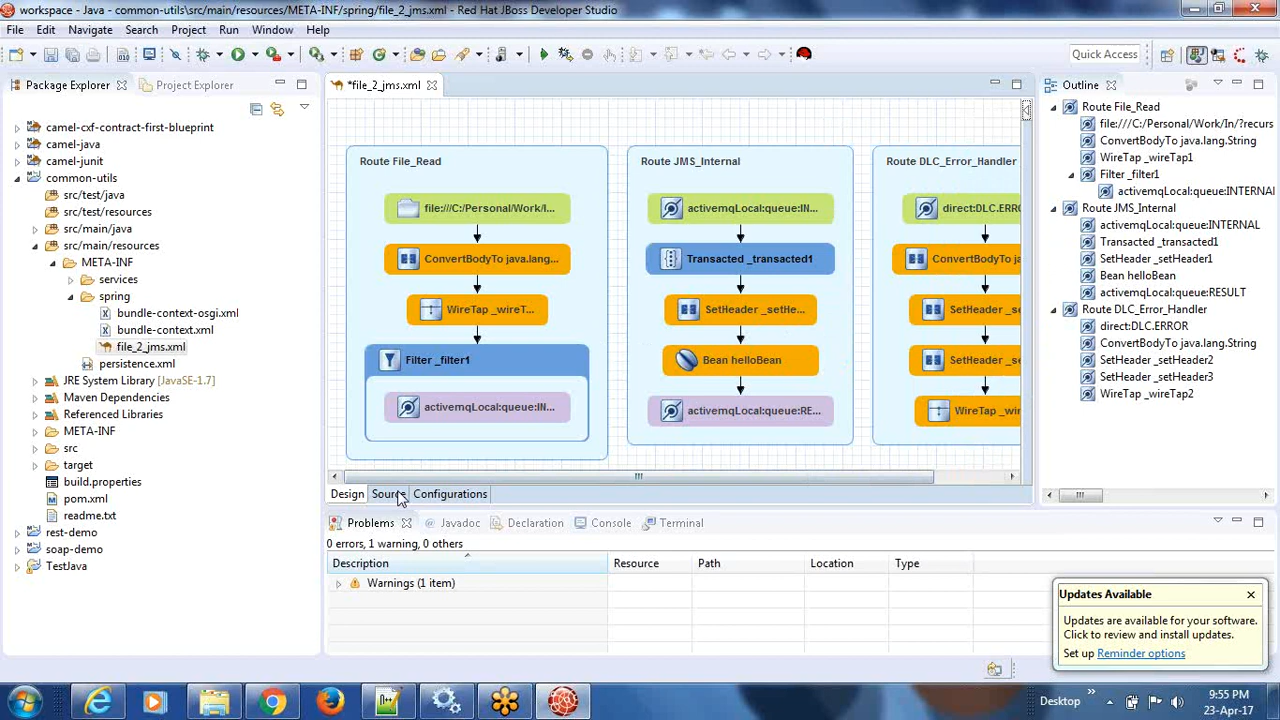 workspace - Java - common-utils\src/main/resources/META-INF/spring/file_2_jms.xml - Red Hat JBoss Developer Studio
File Edit Navigate Search Project Run Window Help
Quick Access
Package Explorer
Project Explorer
camel-cxf-contract-first-blueprint
camel-java
camel-junit
common-utils
src/test/java
src/test/resources
src/main/java
src/main/resources
META-INF
services
spring
bundle-context-osgi.xml
bundle-context.xml
file_2_jms.xml
persistence.xml
JRE System Library [JavaSE-1.7]
Maven Dependencies
Referenced Libraries
META-INF
src
target
build.properties
pom.xml
readme.txt
rest-demo
soap-demo
TestJava
*file_2_jms.xml
Route File_Read
file:///C:/Personal/Work/I...
ConvertBodyTo java.lang...
WireTap _wireT...
Filter _filter1
activemqLocal:queue:IN...
Route JMS_Internal
activemqLocal:queue:IN...
Transacted _transacted1
SetHeader _setHe...
Bean helloBean
activemqLocal:queue:RE...
Route DLC_Error_Handler
direct:DLC.ERR
ConvertBodyTo
SetHeader _se
SetHeader _se
WireTap _wir
Design Source Configurations
Problems Javadoc Declaration Console Terminal
0 errors, 1 warning, 0 others
Description Resource Path Location Type
Warnings (1 item)
Outline
Route File_Read
file:///C:/Personal/Work/In/?recurs
ConvertBodyTo java.lang.String
WireTap _wireTap1
Filter _filter1
activemqLocal:queue:INTERNA
Route JMS_Internal
activemqLocal:queue:INTERNAL
Transacted _transacted1
SetHeader _setHeader1
Bean helloBean
activemqLocal:queue:RESULT
Route DLC_Error_Handler
direct:DLC.ERROR
ConvertBodyTo java.lang.String
SetHeader _setHeader2
SetHeader _setHeader3
WireTap _wireTap2
Updates Available
Updates are available for your software.
Click to review and install updates.
Set up Reminder options
Desktop
9:55 PM
23-Apr-17